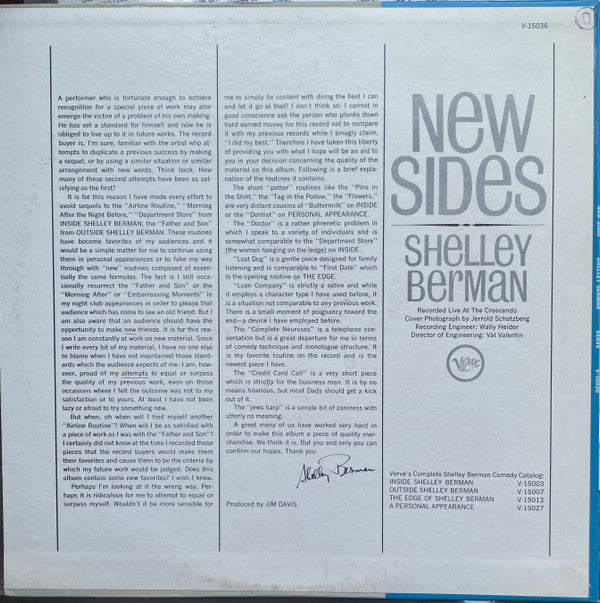 V-15036
D
A performer who is fortunate enough to achieve
recognition for a special piece of work may also
emerge the victim of a problem of his own making.
He has set a standard for himself and now he is
obliged to live up to it in future works. The record
buyer is, I'm sure, familiar with the artist who at-
tempts to duplicate a previous success by making
a sequel, or by using a similar situation or similar
arrangement with new words. Think back. How
many of these second attempts have been as sat-
isfying as the first?
It is for this reason I have made every effort to
avoid sequels to the "Airline Routine," "Morning
After the Night Before," "Department Store" from
INSIDE SHELLEY BERMAN; the "Father and Son"
from OUTSIDE SHELLEY BERMAN. These routines
have become favorites of my audiences and it
would be a simple matter for me to continue using
them in personal appearances or to fake my way
through with "new" routines composed of essen-
tially the same formulas. The fact is I still occa-
sionally resurrect the "Father and Son" or the
"Morning After" or "Embarrassing Moments" in
my night club appearances in order to please that
audience which has come to see an old friend. But I
am also aware that an audience should have the
opportunity to make new friends. It is for this rea-
son I am constantly at work on new material. Since
I write every bit of my material, I have no one else
to blame when I have not maintained those stand-
ards which the audience expects of me. I am, how-
ever, proud of my attempts to equal or surpass
the quality of my previous work, even on those
occasions where I felt the outcome was not to my
satisfaction or to yours. At least I have not been
lazy or afraid to try something new.
But when, oh when will I find myself another
"Airline Routine"? When will I be as satisfied with
a piece of work as I was with the "Father and Son"?
I certainly did not know at the time I recorded those
pieces that the record buyers would make them
their favorites and cause them to be the criteria by
which my future work would be judged. Does this
album contain some new favorites? I wish I knew.
Perhaps I'm looking at it the wrong way. Per-
haps it is ridiculous for me to attempt to equal or
surpass myself. Wouldn't it be more sensible for
me to simply be content with doing the best I can
and let it go at that? I don't think so. I cannot in
good conscience ask the person who plunks down
hard earned money for this record not to compare
it with my previous records while I smugly claim,
"I did my best." Therefore I have taken this liberty
of providing you with what I hope will be an aid to
you in your decision concerning the quality of the
material on this album. Following is a brief expla-
nation of the routines it contains.
The short "patter" routines like the "Pins in
the Shirt," the "Tag in the Pillow," the "Flowers,"
are very distant cousins of "Buttermilk" on INSIDE
or the "Dentist" on PERSONAL APPEARANCE.
The "Doctor" is a rather phrenetic problem in
which I speak to a variety of individuals and is
somewhat comparable to the "Department Store"
(the woman hanging on the ledge) on INSIDE.
"Lost Dog" is a gentle piece designed for family
listening and is comparable to "First Date" which
is the opening routine on THE EDGE.
"Loan Company" is strictly a satire and while
it employs a character type I have used before, it
is a situation not comparable to any previous work.
There is a small moment of poignancy toward the
end—a device I have employed before.
The "Complete Neuroses" is a telephone con-
versation but is a great departure for me in terms
of comedy technique and monologue structure. It
is my favorite routine on the record and is the
newest piece I have.
The "Credit Card Call" is a very short piece
which is strictly for the business man. It is by no
means hilarious, but most Dads should get a kick
out of it.
The "jews harp" is a simple bit of zaniness with
utterly no meaning.
A great many of us have worked very hard in
order to make this album a piece of quality mer-
chandise. We think it is. But you and only you can
confirm our hopes. Thank you.
Shelley Berman
Produced by JIM DAVIS
NEW
SIDES
SHELLEY
BERMAN
Recorded Live At The Crescendo
Cover Photograph by Jerrold Schatzberg
Recording Engineer: Wally Heider
Director of Engineering: Val Valentin
Verve
Verve's Complete Shelley Berman Comedy Catalog:
INSIDE SHELLEY BERMAN V-15003
OUTSIDE SHELLEY BERMAN V-15007
THE EDGE OF SHELLEY BERMAN V-15013
A PERSONAL APPEARANCE V-15027
NEW SIDES SHELLEY BERMAN VERVE V-15036